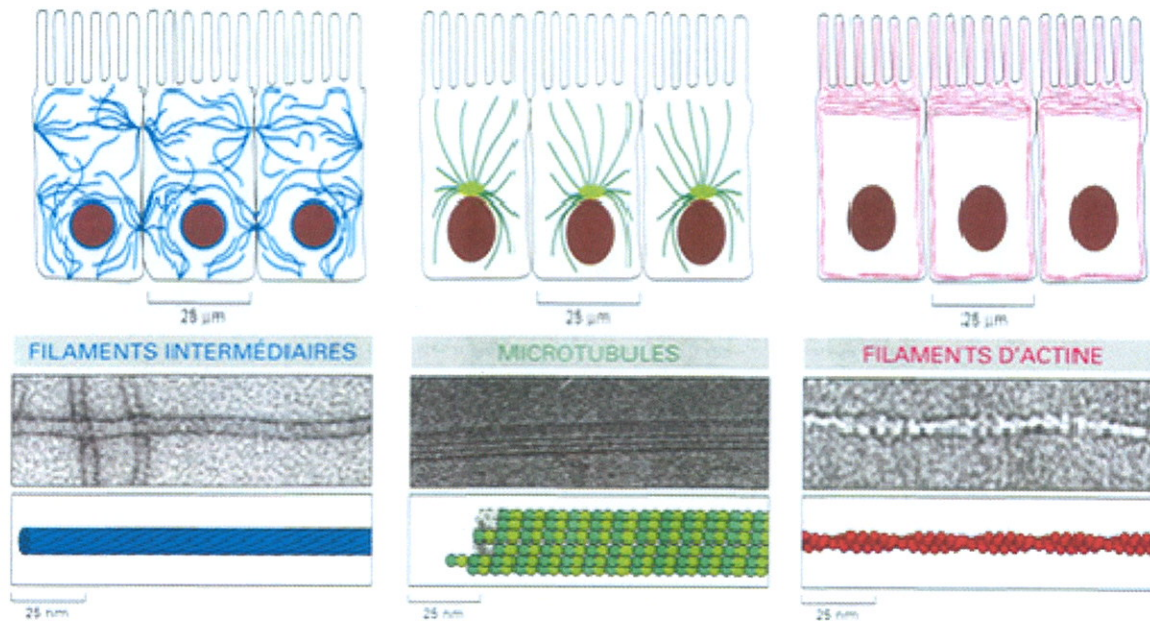 25 µm
25 µm
25 µm
FILAMENTS INTERMÉDIAIRES
MICROTUBULES
FILAMENTS D'ACTINE
25 nm
25 nm
25 nm